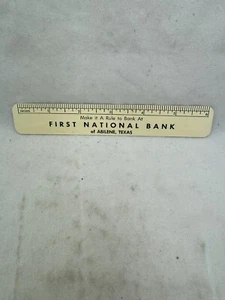 Make it A Rule to Bank At
FIRST NATIONAL BANK
of ABILENE, TEXAS